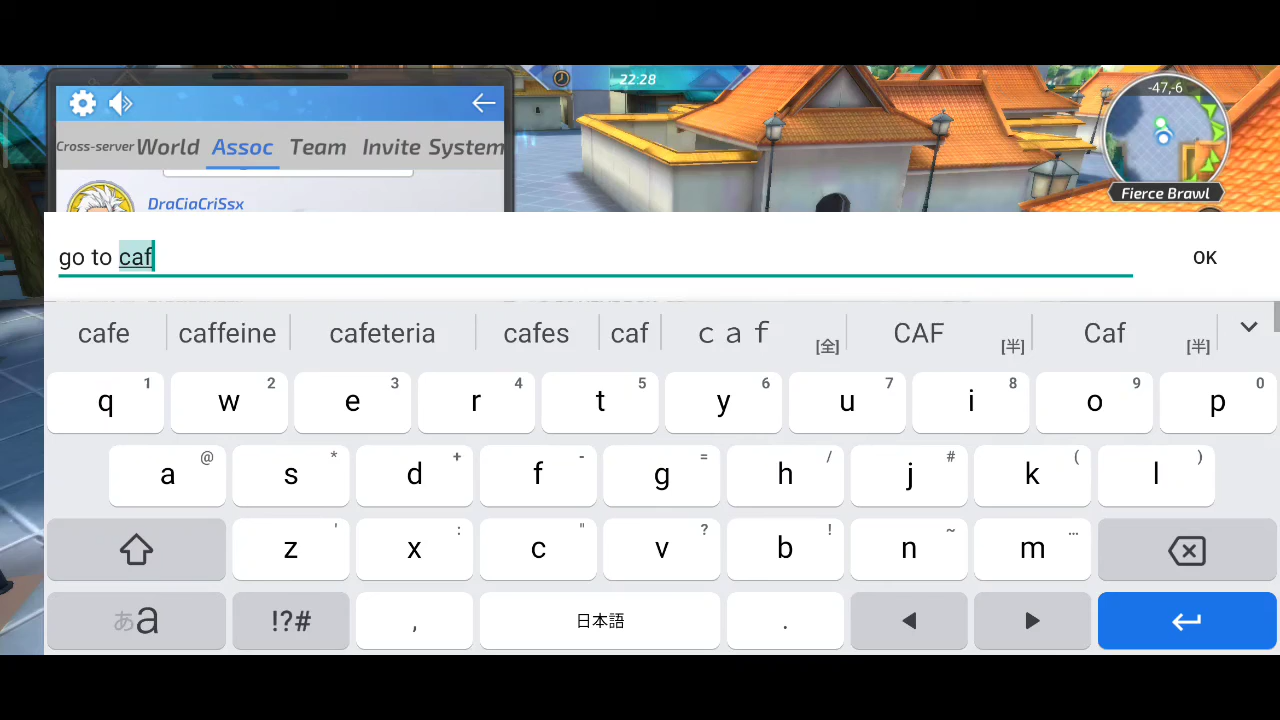 22:28
-47,-6
Cross-server World Assoc Team Invite System
Fierce Brawl
DraCiaCriSsx
go to caf
OK
cafe caffeine cafeteria cafes caf ｃａｆ [全] CAF [半] Caf [半]
q 1 w 2 e 3 r 4 t 5 y 6 u 7 i 8 o 9 p 0
a @ s * d + f - g = h / j # k ( l )
z ' x : c " v ? b ! n ~ m …
あa !?# , 日本語 .